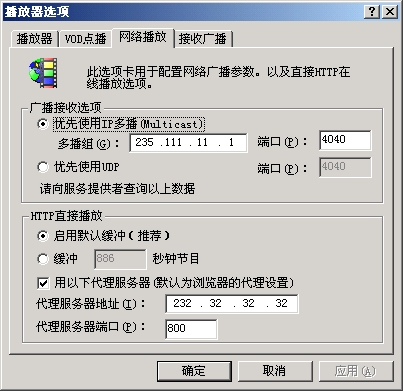 播放器选项
播放器 VOD点播 网络播放 接收广播
此选项卡用于配置网络广播参数。以及直接HTTP在
线播放选项。
广播接收选项
优先使用IP多播(Multicast)
多播组(G): 235 .111 . 11 . 1 端口(P): 4040
优先使用UDP 端口(P): 4040
请向服务提供者查询以上数据
HTTP直接播放
启用默认缓冲(推荐)
缓冲 886 秒钟节目
用以下代理服务器(默认为浏览器的代理设置)
代理服务器地址(I): 232 . 32 . 32 . 32
代理服务器端口(P): 800
确定 取消 应用(A)